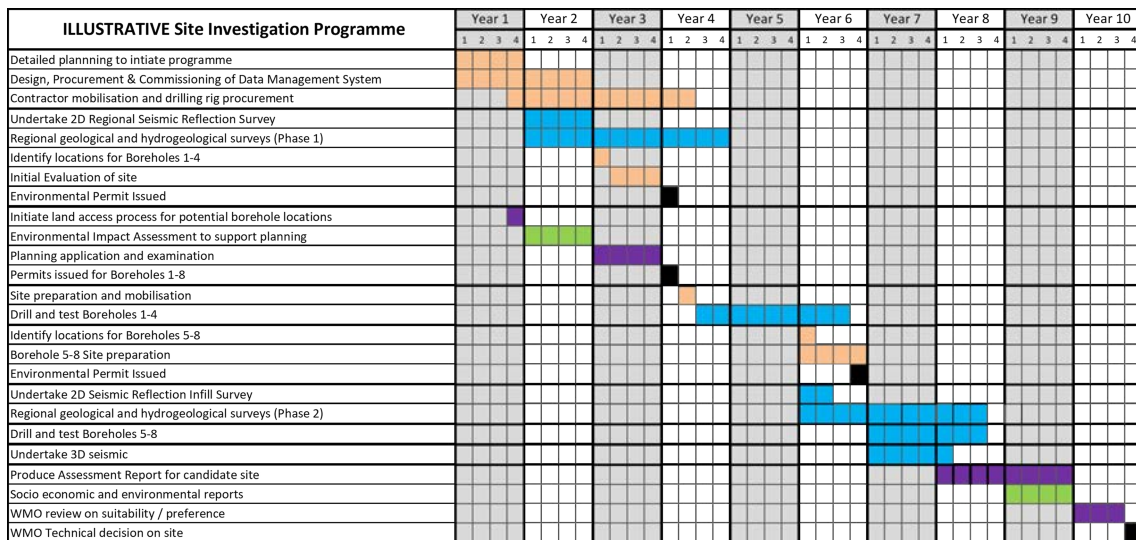 ILLUSTRATIVE Site Investigation Programme
Year 1 Year 2 Year 3 Year 4 Year 5 Year 6 Year 7 Year 8 Year 9 Year 10
1 2 3 4 1 2 3 4 1 2 3 4 1 2 3 4 1 2 3 4 1 2 3 4 1 2 3 4 1 2 3 4 1 2 3 4 1 2 3 4
Detailed plannning to intiate programme
Design, Procurement & Commissioning of Data Management System
Contractor mobilisation and drilling rig procurement
Undertake 2D Regional Seismic Reflection Survey
Regional geological and hydrogeological surveys (Phase 1)
Identify locations for Boreholes 1-4
Initial Evaluation of site
Environmental Permit Issued
Initiate land access process for potential borehole locations
Environmental Impact Assessment to support planning
Planning application and examination
Permits issued for Boreholes 1-8
Site preparation and mobilisation
Drill and test Boreholes 1-4
Identify locations for Boreholes 5-8
Borehole 5-8 Site preparation
Environmental Permit Issued
Undertake 2D Seismic Reflection Infill Survey
Regional geological and hydrogeological surveys (Phase 2)
Drill and test Boreholes 5-8
Undertake 3D seismic
Produce Assessment Report for candidate site
Socio economic and environmental reports
WMO review on suitability / preference
WMO Technical decision on site